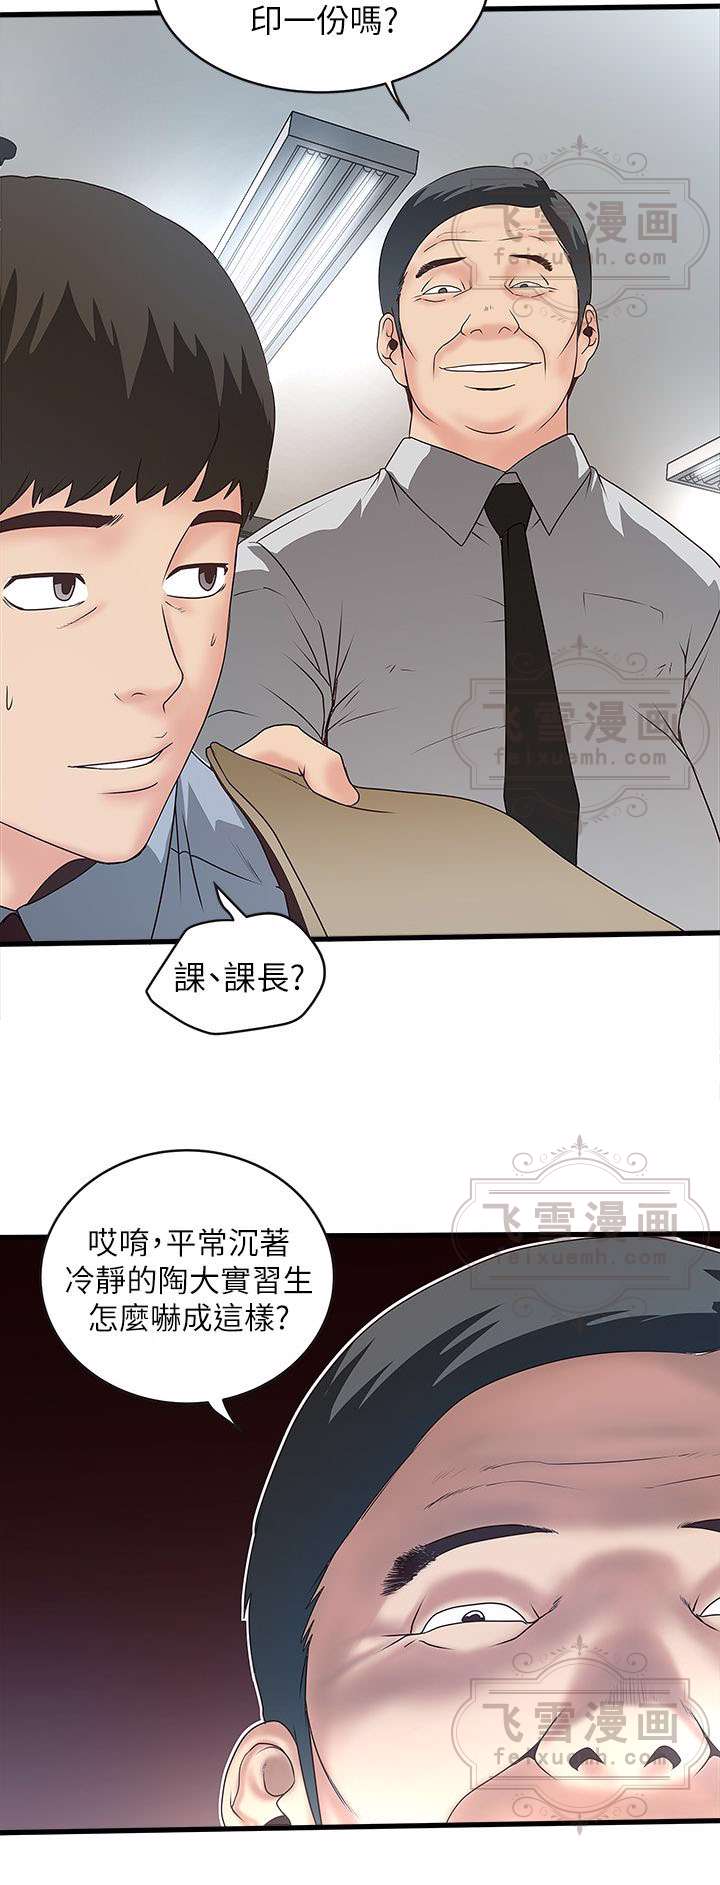 印一份嗎?
飞雪漫画
feixuemh.com
飞雪漫画
feixuemh.com
課、課長?
飞雪漫画
feixuemh.com
哎唷,平常沉著
冷靜的陶大實習生
怎麼嚇成這樣?
飞雪漫画
feixuemh.com